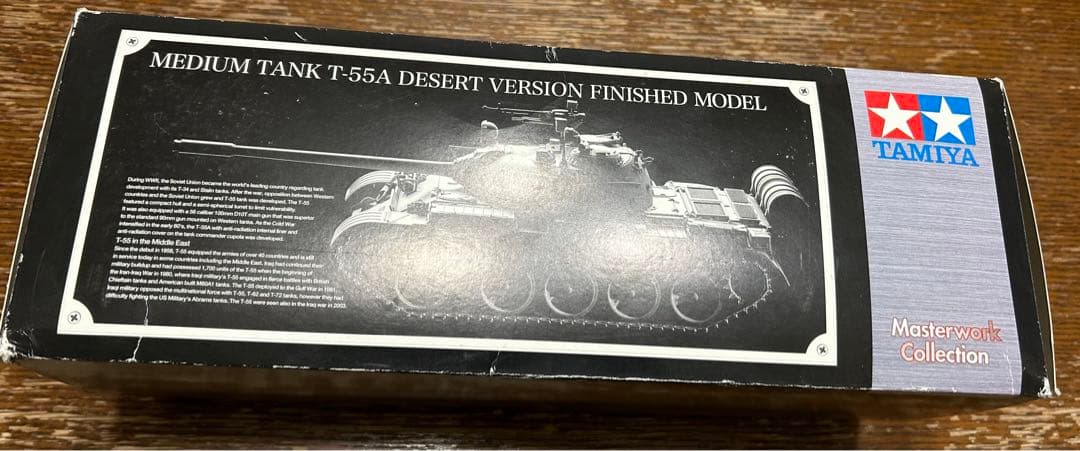 MEDIUM TANK T-55A DESERT VERSION FINISHED MODEL
During WWII, the Soviet Union became the world's leading country regarding tank
development with its T-34 and Stalin tanks. After the war, opposition between Western
countries and the Soviet Union grew and T-55 tank was developed. The T-55
featured a compact hull and a semi-spherical turret to limit vulnerability.
It was also equipped with a 56 caliber 100mm D10T main gun that was superior
to the standard 90mm gun mounted on Western tanks. As the Cold War
intensified in the early 60's, the T-55A with anti-radiation internal liner and
anti-radiation cover on the tank commander cupola was developed.
T-55 in the Middle East
Since the debut in 1958, T-55 equipped the armies of over 40 countries and is still
in service today in some countries including the Middle East. Iraq had continued their
military buildup and had possessed 1,700 units of the T-55 when the beginning of
the Iran-Iraq War in 1980, where Iraqi military's T-55 engaged in fierce battles with British
Chieftain tanks and American built M60A1 tanks. The T-55 deployed to the Gulf War in 1991.
Iraqi military opposed the multinational force with T-55, T-62 and T-72 tanks, however they had
difficulty fighting the US Military's Abrams tanks. The T-55 were seen also in the Iraq war in 2003.
TAMIYA
Masterwork
Collection